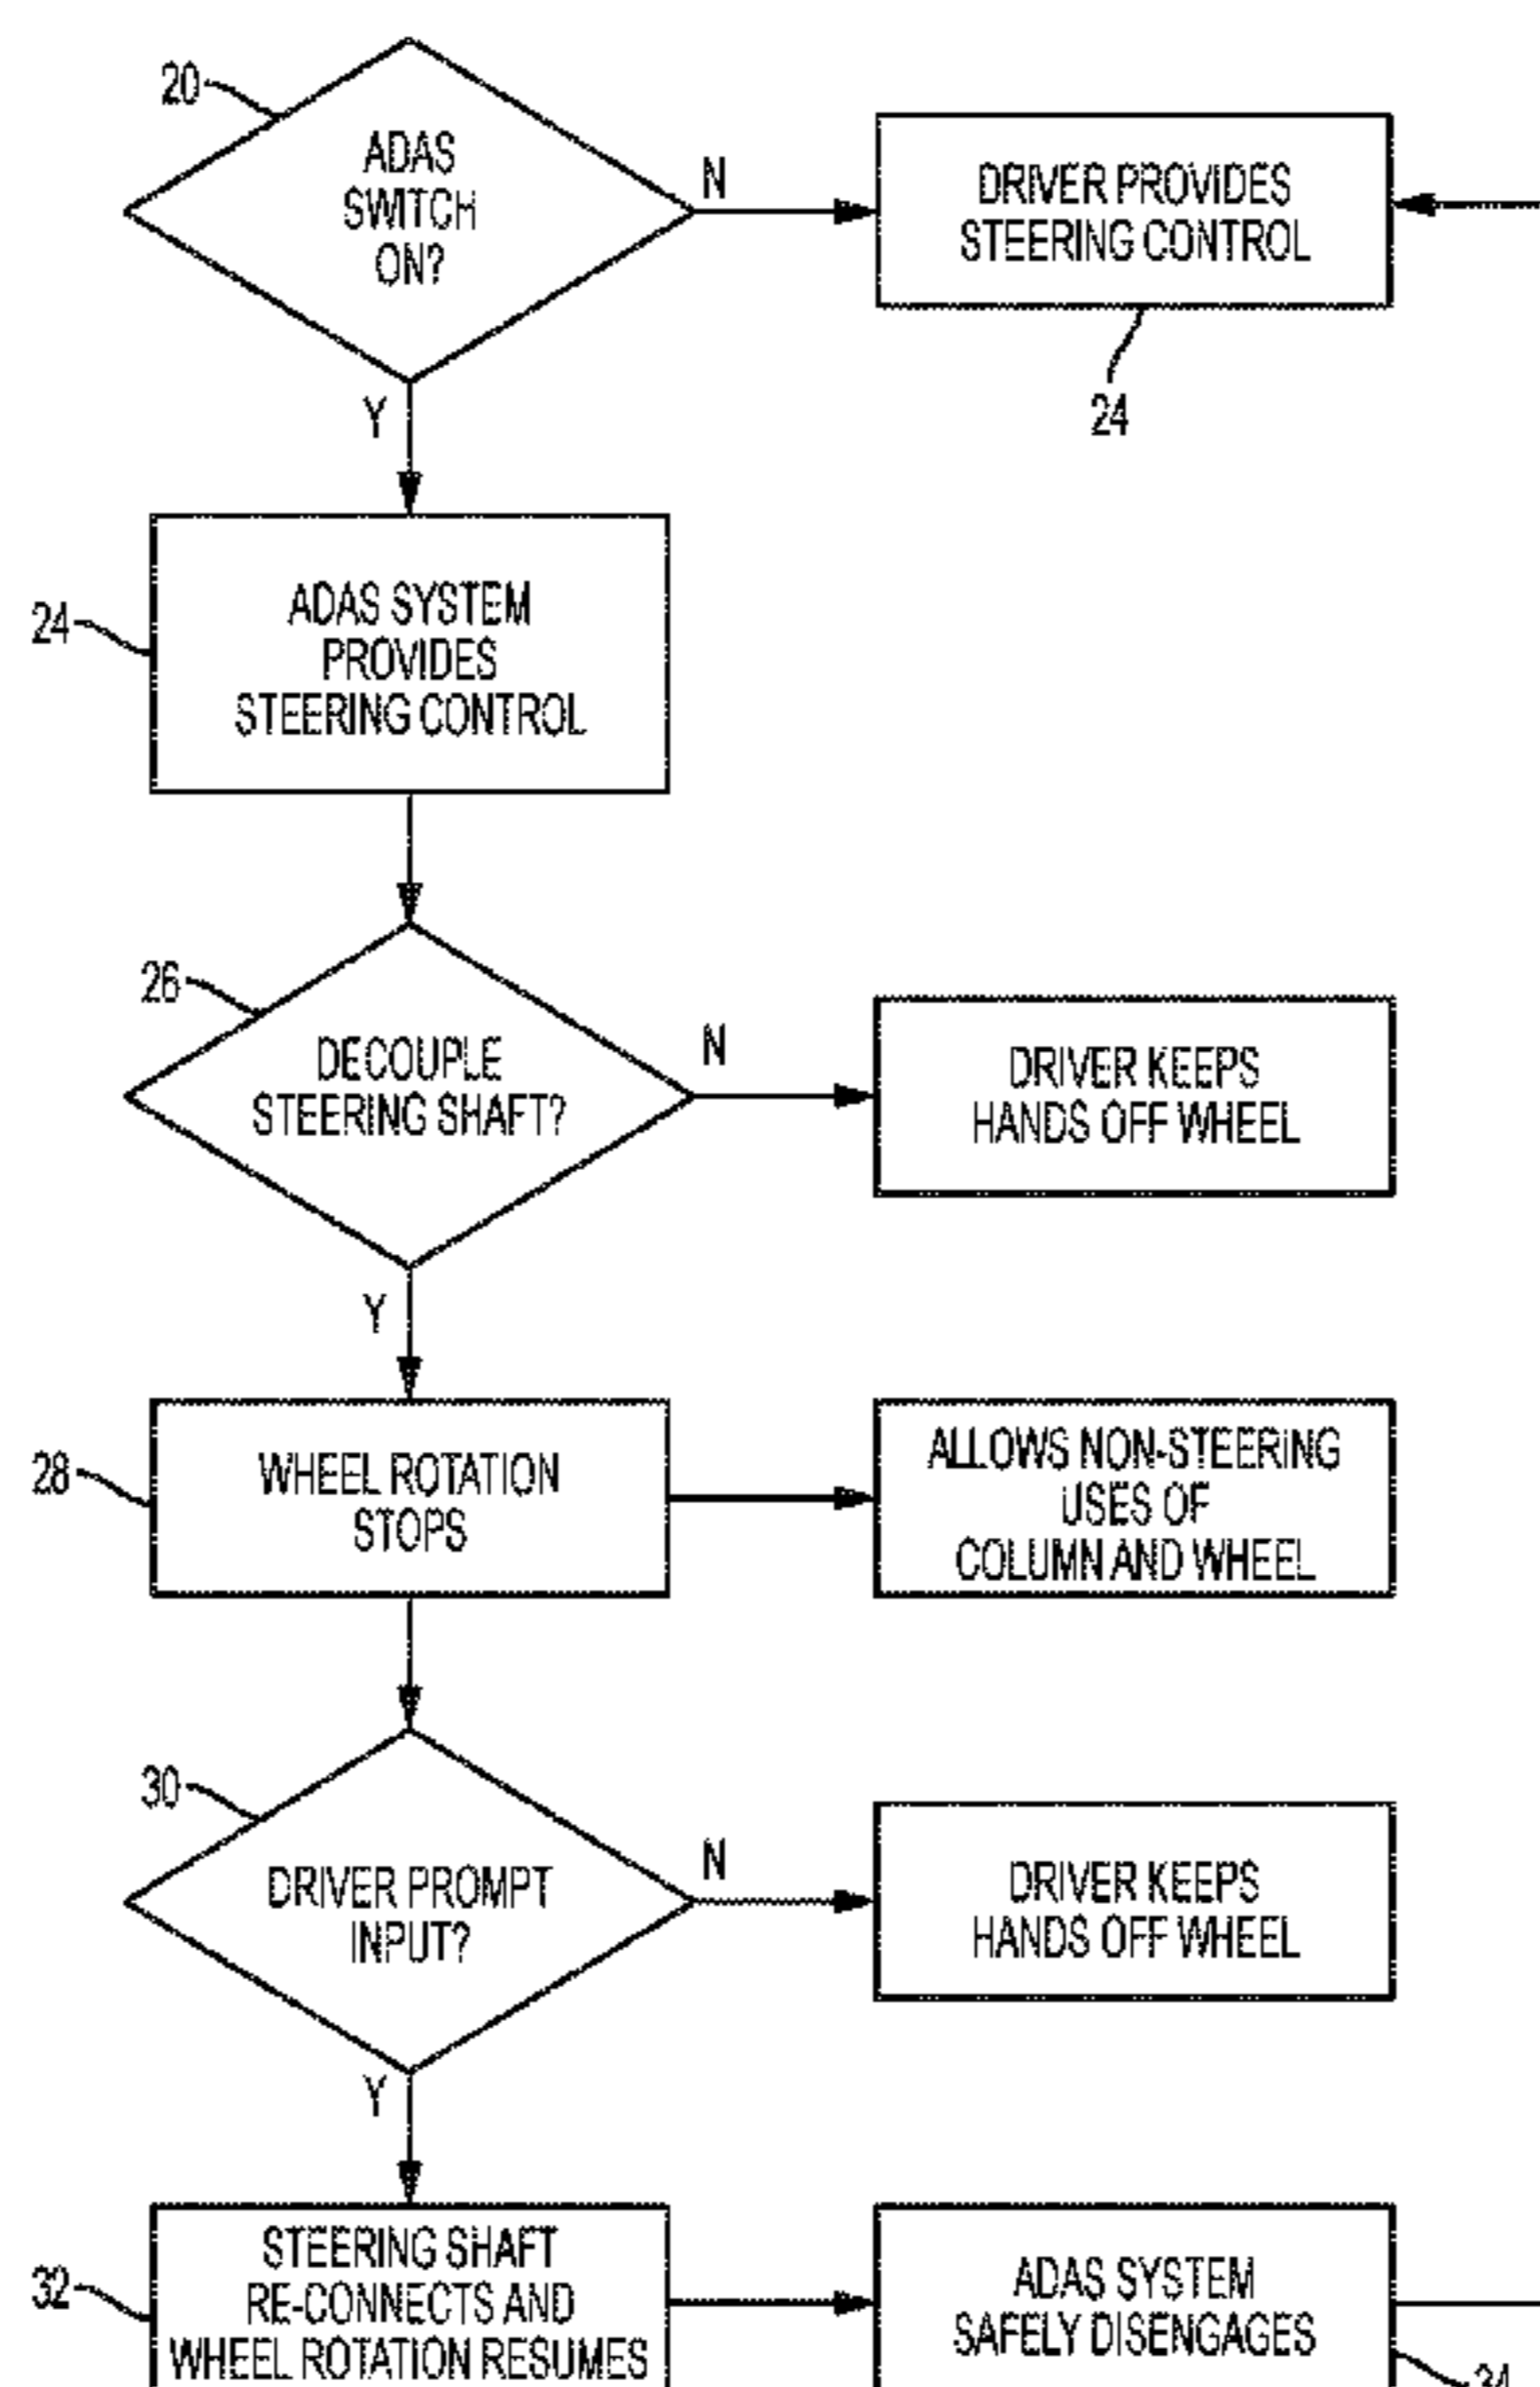 20
ADAS
SWITCH
ON?
N
DRIVER PROVIDES
STEERING CONTROL
24
Y
24
ADAS SYSTEM
PROVIDES
STEERING CONTROL
26
DECOUPLE
STEERING SHAFT?
N
DRIVER KEEPS
HANDS OFF WHEEL
Y
28
WHEEL ROTATION
STOPS
ALLOWS NON-STEERING
USES OF
COLUMN AND WHEEL
30
DRIVER PROMPT
INPUT?
N
DRIVER KEEPS
HANDS OFF WHEEL
Y
32
STEERING SHAFT
RE-CONNECTS AND
WHEEL ROTATION RESUMES
ADAS SYSTEM
SAFELY DISENGAGES